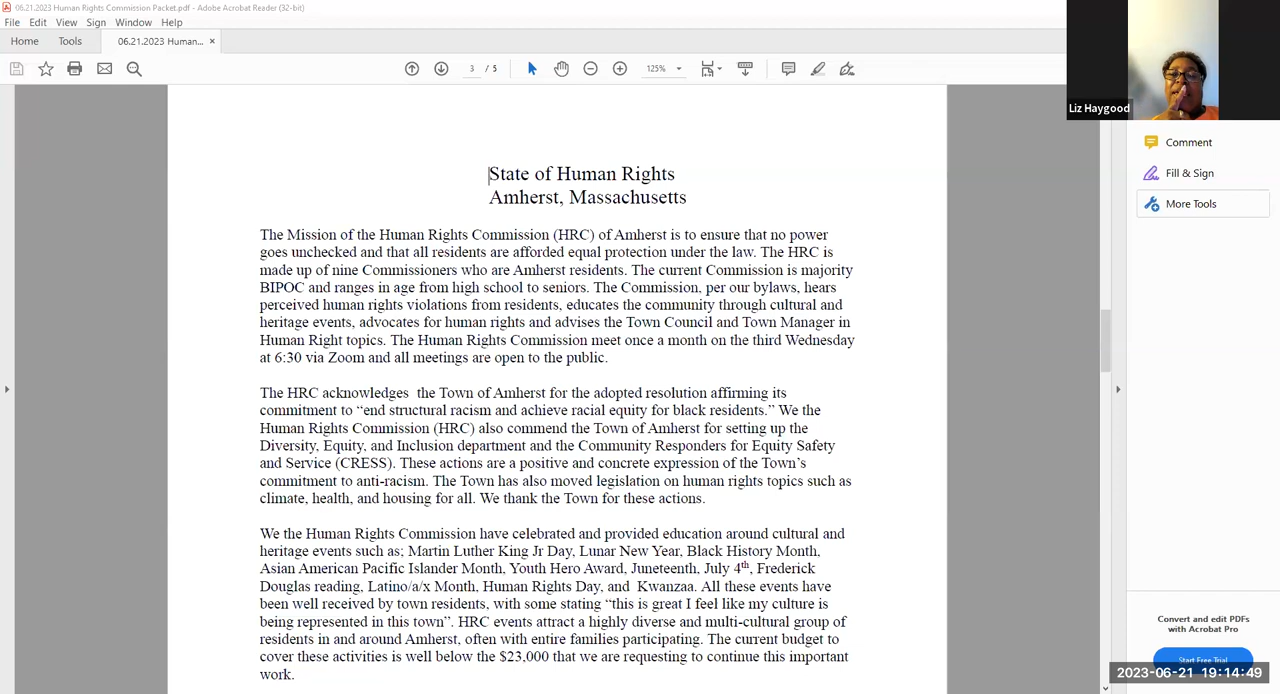 06.21.2023 Human Rights Commission Packet.pdf - Adobe Acrobat Reader (32-bit)
File Edit View Sign Window Help
Home Tools 06.21.2023 Human... ×
3 / 5 125%
Liz Haygood
Comment
Fill & Sign
More Tools
State of Human Rights
Amherst, Massachusetts
The Mission of the Human Rights Commission (HRC) of Amherst is to ensure that no power
goes unchecked and that all residents are afforded equal protection under the law. The HRC is
made up of nine Commissioners who are Amherst residents. The current Commission is majority
BIPOC and ranges in age from high school to seniors. The Commission, per our bylaws, hears
perceived human rights violations from residents, educates the community through cultural and
heritage events, advocates for human rights and advises the Town Council and Town Manager in
Human Right topics. The Human Rights Commission meet once a month on the third Wednesday
at 6:30 via Zoom and all meetings are open to the public.
The HRC acknowledges  the Town of Amherst for the adopted resolution affirming its
commitment to “end structural racism and achieve racial equity for black residents.” We the
Human Rights Commission (HRC) also commend the Town of Amherst for setting up the
Diversity, Equity, and Inclusion department and the Community Responders for Equity Safety
and Service (CRESS). These actions are a positive and concrete expression of the Town’s
commitment to anti-racism. The Town has also moved legislation on human rights topics such as
climate, health, and housing for all. We thank the Town for these actions.
We the Human Rights Commission have celebrated and provided education around cultural and
heritage events such as; Martin Luther King Jr Day, Lunar New Year, Black History Month,
Asian American Pacific Islander Month, Youth Hero Award, Juneteenth, July 4th, Frederick
Douglas reading, Latino/a/x Month, Human Rights Day, and  Kwanzaa. All these events have
been well received by town residents, with some stating “this is great I feel like my culture is
being represented in this town”. HRC events attract a highly diverse and multi-cultural group of
residents in and around Amherst, often with entire families participating. The current budget to
cover these activities is well below the $23,000 that we are requesting to continue this important
work.
Convert and edit PDFs
with Acrobat Pro
Start Free Trial
2023-06-21 19:14:49